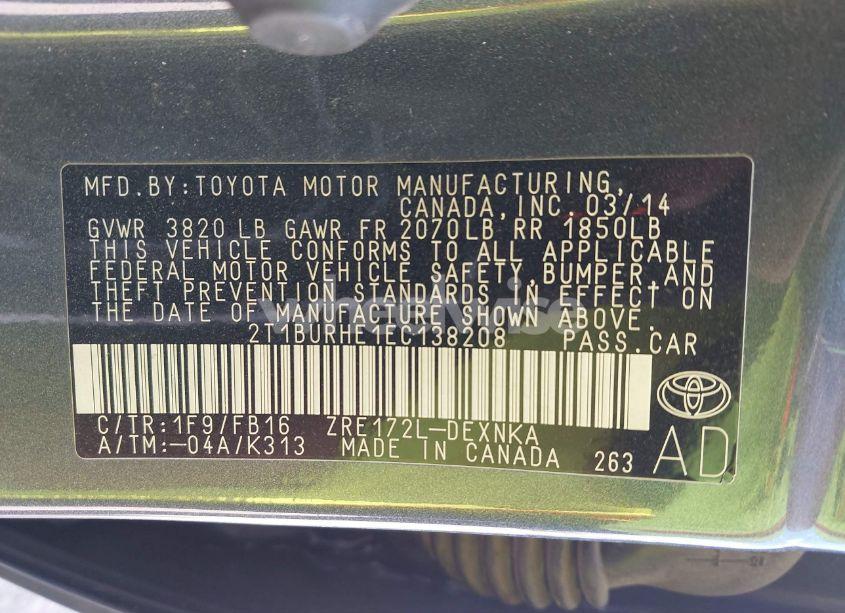 MFD.BY:TOYOTA MOTOR MANUFACTURING,
CANADA,INC. 03/14
GVWR 3820 LB GAWR FR 2070LB RR 1850LB
THIS VEHICLE CONFORMS TO ALL APPLICABLE
FEDERAL MOTOR VEHICLE SAFETY,BUMPER,AND
THEFT PREVENTION STANDARDS IN EFFECT ON
THE DATE OF MANUFACTURE SHOWN ABOVE.
2T1BURHE1EC138208 PASS.CAR
C/TR:1F9/FB16 ZRE172L-DEXNKA
A/TM:-04A/K313 MADE IN CANADA 263 AD